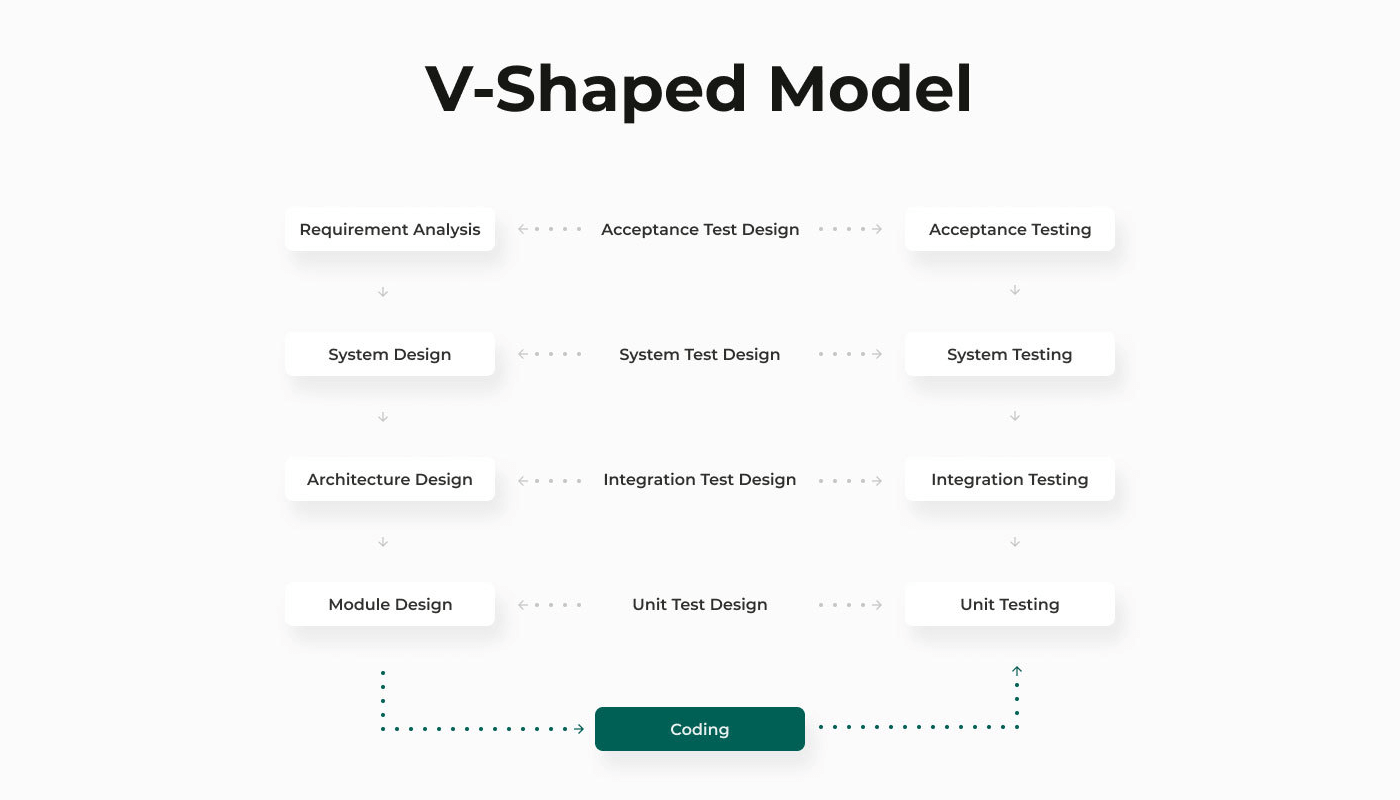 V-Shaped Model
Requirement Analysis
Acceptance Test Design
Acceptance Testing
System Design
System Test Design
System Testing
Architecture Design
Integration Test Design
Integration Testing
Module Design
Unit Test Design
Unit Testing
Coding